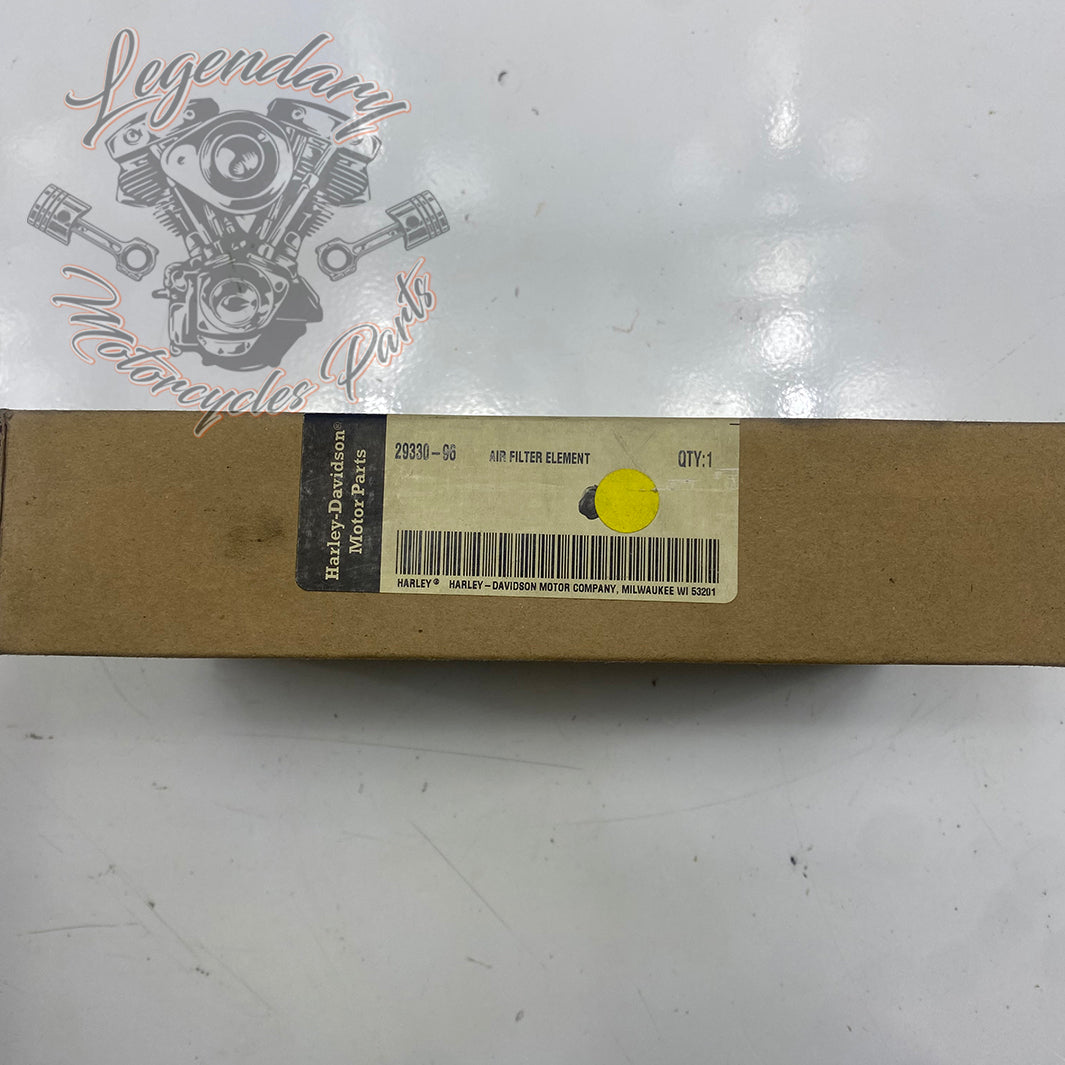 Legendary
Motorcycles Parts
Harley-Davidson®
Motor Parts
29330-96 AIR FILTER ELEMENT QTY:1
HARLEY® HARLEY-DAVIDSON MOTOR COMPANY, MILWAUKEE WI 53201